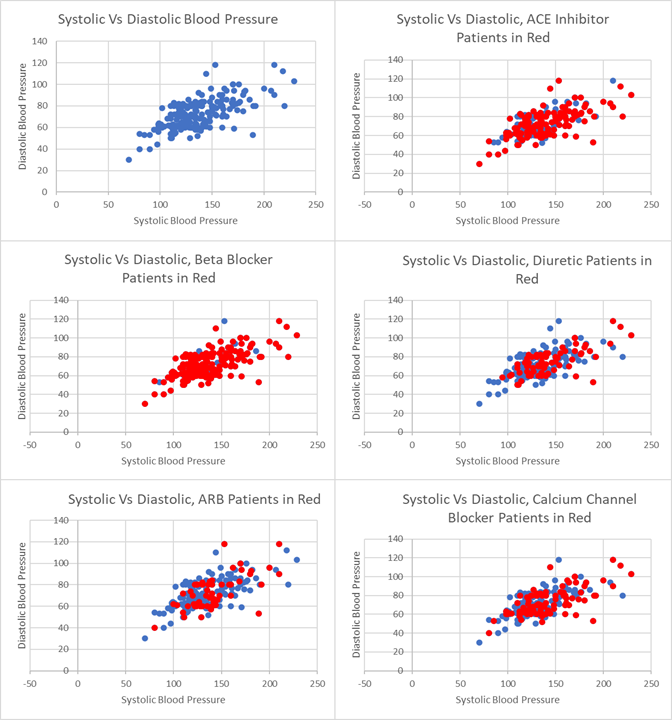 Systolic Vs Diastolic Blood Pressure
140
120
100
80
60
40
20
0
0 50 100 150 200 250
Diastolic Blood Pressure
Systolic Blood Pressure
Systolic Vs Diastolic, ACE Inhibitor
Patients in Red
140
120
100
80
60
40
20
0
-50 0 50 100 150 200 250
Diastolic Blood Pressure
Systolic Blood Pressure
Systolic Vs Diastolic, Beta Blocker
Patients in Red
140
120
100
80
60
40
20
0
-50 0 50 100 150 200 250
Diastolic Blood Pressure
Systolic Blood Pressure
Systolic Vs Diastolic, Diuretic Patients in
Red
140
120
100
80
60
40
20
0
-50 0 50 100 150 200 250
Diastolic Blood Pressure
Systolic Blood Pressure
Systolic Vs Diastolic, ARB Patients in Red
140
120
100
80
60
40
20
0
-50 0 50 100 150 200 250
Diastolic Blood Pressure
Systolic Blood Pressure
Systolic Vs Diastolic, Calcium Channel
Blocker Patients in Red
140
120
100
80
60
40
20
0
-50 0 50 100 150 200 250
Diastolic Blood Pressure
Systolic Blood Pressure